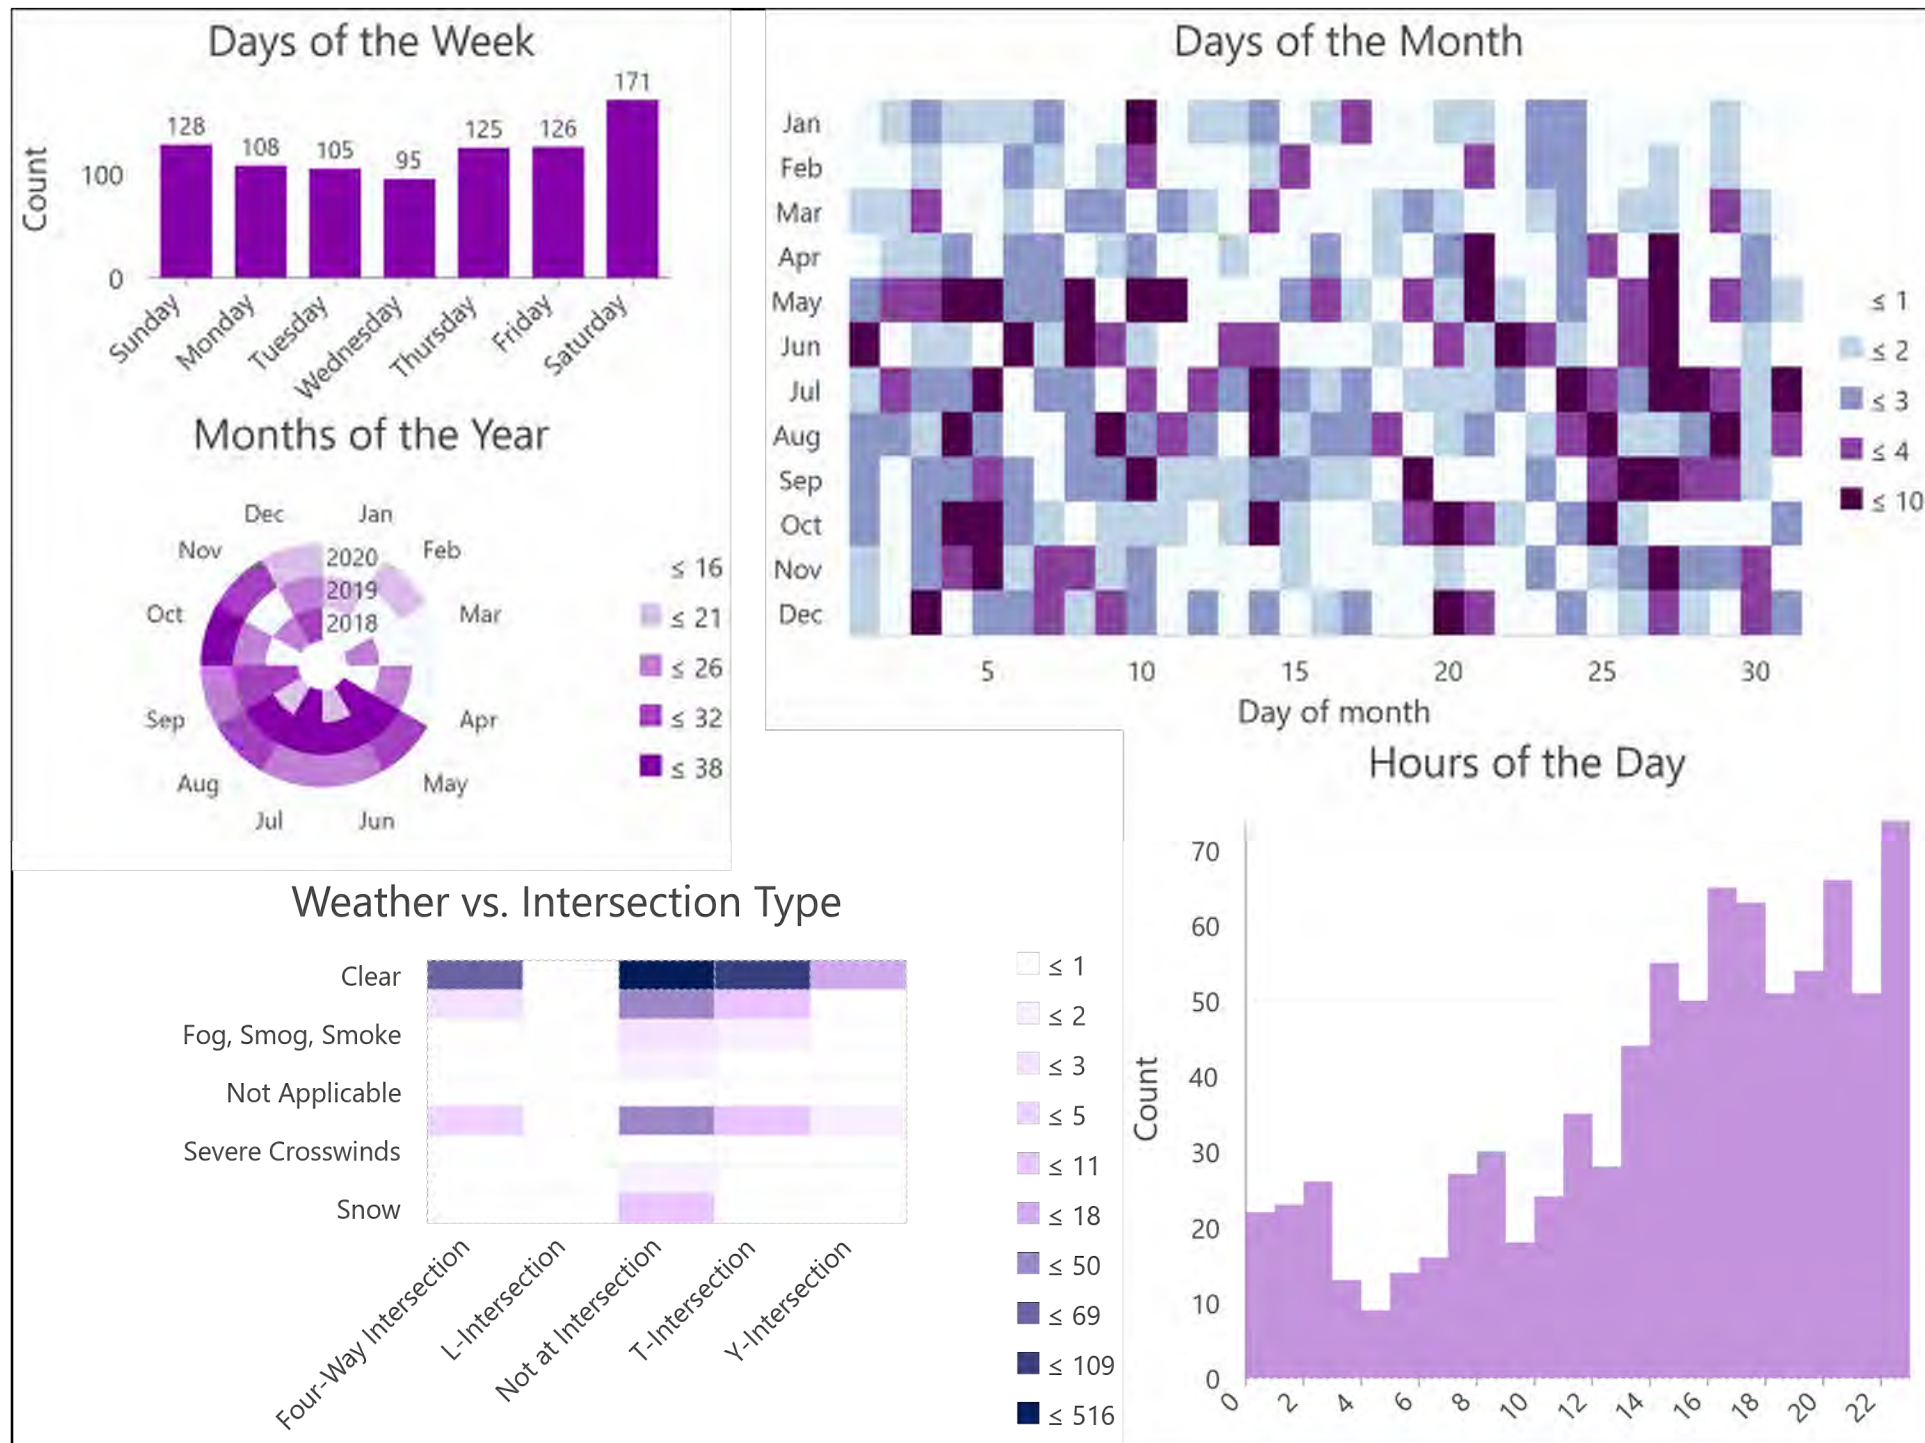 Days of the Week
Count
100
0
128
108
105
95
125
126
171
Sunday
Monday
Tuesday
Wednesday
Thursday
Friday
Saturday
Months of the Year
Dec
Jan
Nov
Feb
2020
2019
2018
Oct
Mar
Sep
Apr
Aug
May
Jul
Jun
≤ 16
≤ 21
≤ 26
≤ 32
≤ 38
Days of the Month
Jan
Feb
Mar
Apr
May
Jun
Jul
Aug
Sep
Oct
Nov
Dec
5
10
15
20
25
30
Day of month
≤ 1
≤ 2
≤ 3
≤ 4
≤ 10
Weather vs. Intersection Type
Clear
Fog, Smog, Smoke
Not Applicable
Severe Crosswinds
Snow
Four-Way Intersection
L-Intersection
Not at Intersection
T-Intersection
Y-Intersection
≤ 1
≤ 2
≤ 3
≤ 5
≤ 11
≤ 18
≤ 50
≤ 69
≤ 109
≤ 516
Hours of the Day
Count
70
60
50
40
30
20
10
0
0
2
4
6
8
10
12
14
16
18
20
22